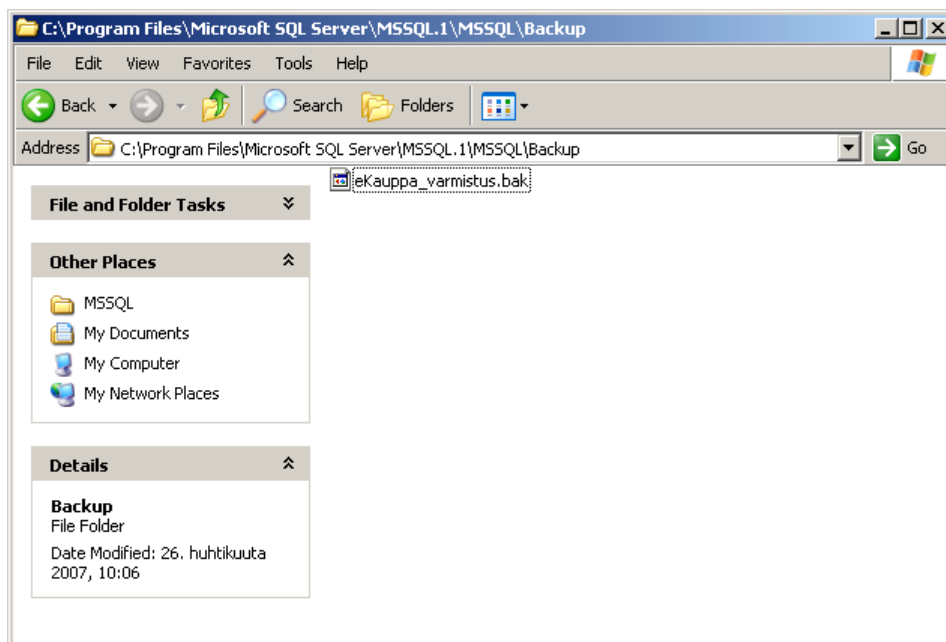 C:\Program Files\Microsoft SQL Server\MSSQL.1\MSSQL\Backup
File Edit View Favorites Tools Help
Back Search Folders
Address C:\Program Files\Microsoft SQL Server\MSSQL.1\MSSQL\Backup Go
eKauppa_varmistus.bak
File and Folder Tasks
Other Places
MSSQL
My Documents
My Computer
My Network Places
Details
Backup
File Folder
Date Modified: 26. huhtikuuta
2007, 10:06